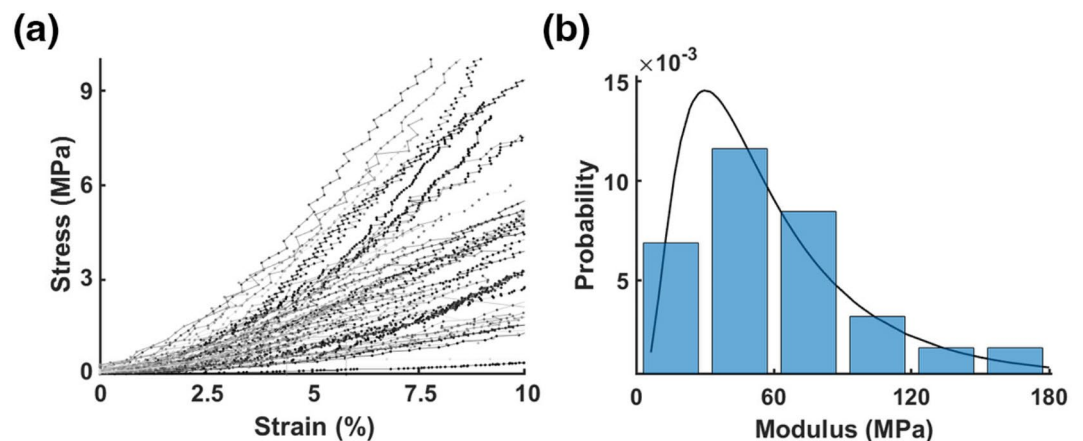 (a)
Stress (MPa)
9
6
3
0
0 2.5 5 7.5 10
Strain (%)
(b)
×10-3
Probability
15
10
5
0 60 120 180
Modulus (MPa)